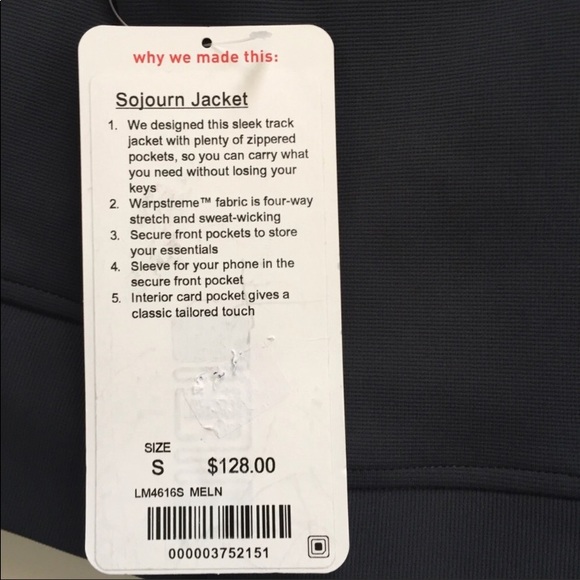 why we made this:
Sojourn Jacket
1. We designed this sleek track
jacket with plenty of zippered
pockets, so you can carry what
you need without losing your
keys
2. Warpstreme™ fabric is four-way
stretch and sweat-wicking
3. Secure front pockets to store
your essentials
4. Sleeve for your phone in the
secure front pocket
5. Interior card pocket gives a
classic tailored touch
SIZE
S $128.00
LM4616S MELN
000003752151